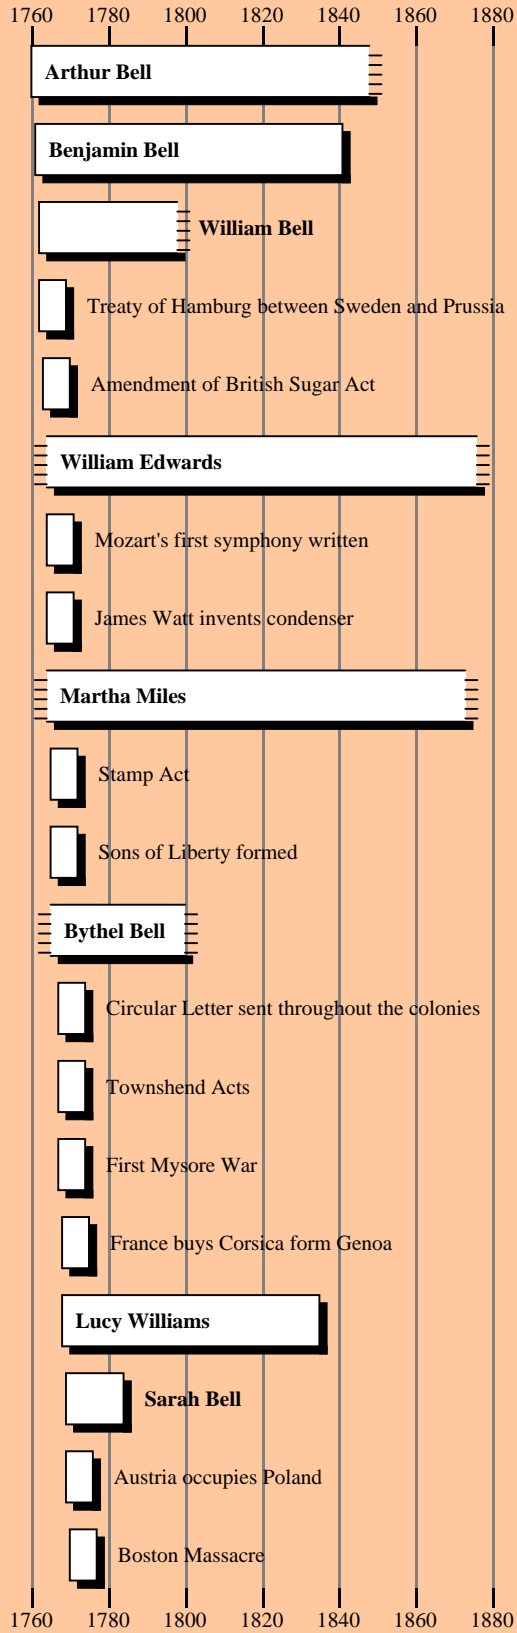 1760 1780 1800 1820 1840 1860 1880
Arthur Bell
Benjamin Bell
William Bell
Treaty of Hamburg between Sweden and Prussia
Amendment of British Sugar Act
William Edwards
Mozart's first symphony written
James Watt invents condenser
Martha Miles
Stamp Act
Sons of Liberty formed
Bythel Bell
Circular Letter sent throughout the colonies
Townshend Acts
First Mysore War
France buys Corsica form Genoa
Lucy Williams
Sarah Bell
Austria occupies Poland
Boston Massacre
1760 1780 1800 1820 1840 1860 1880